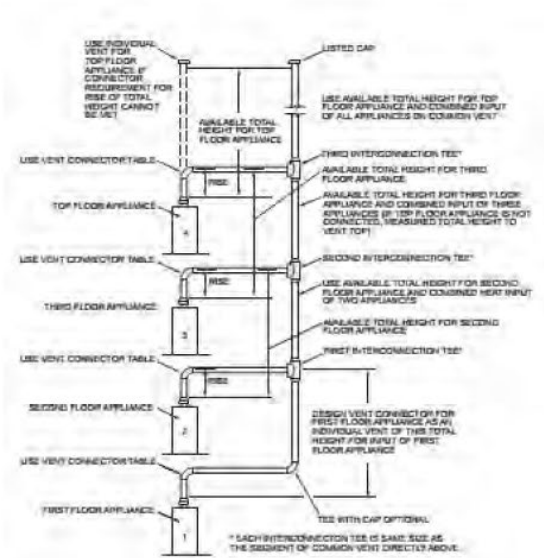 USE INDIVIDUAL
VENT FOR
TOP FLOOR
APPLIANCE IF
CONNECTOR
REQUIREMENT FOR
RISE OF TOTAL
HEIGHT CANNOT
BE MET
LISTED CAP
AVAILABLE TOTAL
HEIGHT FOR TOP
FLOOR APPLIANCE
USE AVAILABLE TOTAL HEIGHT FOR TOP
FLOOR APPLIANCE AND COMBINED INPUT
OF ALL APPLIANCES ON COMMON VENT
USE VENT CONNECTOR TABLE
RISE
THIRD INTERCONNECTION TEE*
AVAILABLE TOTAL HEIGHT FOR THIRD
FLOOR APPLIANCE
AVAILABLE TOTAL HEIGHT FOR THIRD FLOOR
APPLIANCE AND COMBINED INPUT OF THREE
APPLIANCES (IF TOP FLOOR APPLIANCE IS NOT
CONNECTED, MEASURED TOTAL HEIGHT TO
VENT TOP)
TOP FLOOR APPLIANCE
4
USE VENT CONNECTOR TABLE
RISE
SECOND INTERCONNECTION TEE*
USE AVAILABLE TOTAL HEIGHT FOR SECOND
FLOOR APPLIANCE AND COMBINED HEAT INPUT
OF TWO APPLIANCES
THIRD FLOOR APPLIANCE
3
AVAILABLE TOTAL HEIGHT FOR SECOND
FLOOR APPLIANCE
USE VENT CONNECTOR TABLE
RISE
FIRST INTERCONNECTION TEE*
SECOND FLOOR APPLIANCE
2
DESIGN VENT CONNECTOR FOR
FIRST FLOOR APPLIANCE AS AN
INDIVIDUAL VENT OF THIS TOTAL
HEIGHT FOR INPUT OF FIRST
FLOOR APPLIANCE
USE VENT CONNECTOR TABLE
FIRST FLOOR APPLIANCE
1
TEE WITH CAP OPTIONAL
* EACH INTERCONNECTION TEE IS SAME SIZE AS
THE SEGMENT OF COMMON VENT DIRECTLY ABOVE.